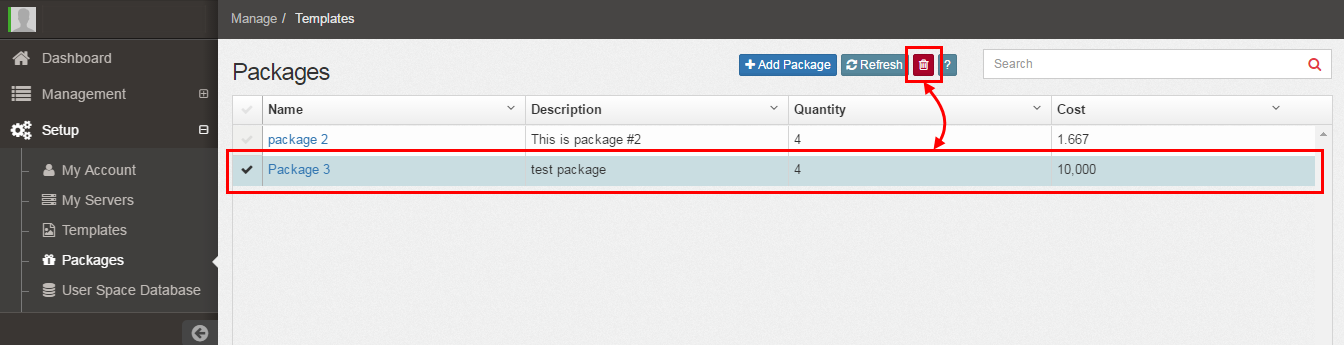 Manage / Templates
Dashboard
Management
Setup
My Account
My Servers
Templates
Packages
User Space Database
Packages
Add Package
Refresh
?
Search
Name Description Quantity Cost
package 2 This is package #2 4 1.667
Package 3 test package 4 10,000